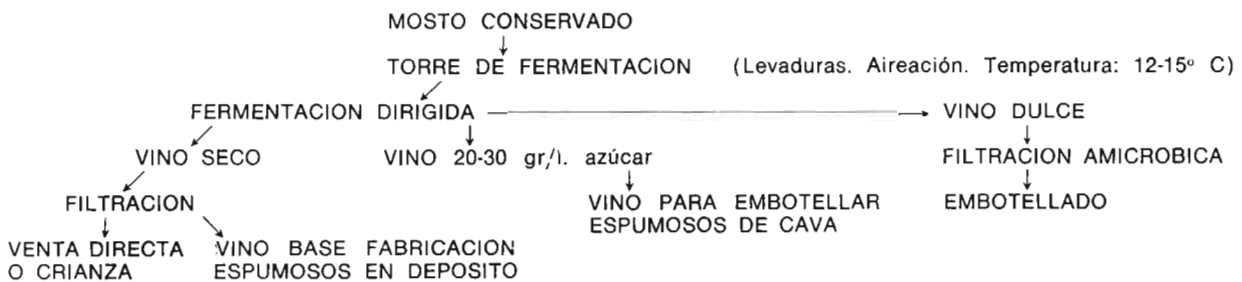 MOSTO CONSERVADO
TORRE DE FERMENTACION (Levaduras. Aireación. Temperatura: 12-15º C)
FERMENTACION DIRIGIDA VINO DULCE
VINO SECO VINO 20-30 gr/l. azúcar FILTRACION AMICROBICA
FILTRACION VINO PARA EMBOTELLAR EMBOTELLADO
ESPUMOSOS DE CAVA
VENTA DIRECTA VINO BASE FABRICACION
O CRIANZA ESPUMOSOS EN DEPOSITO